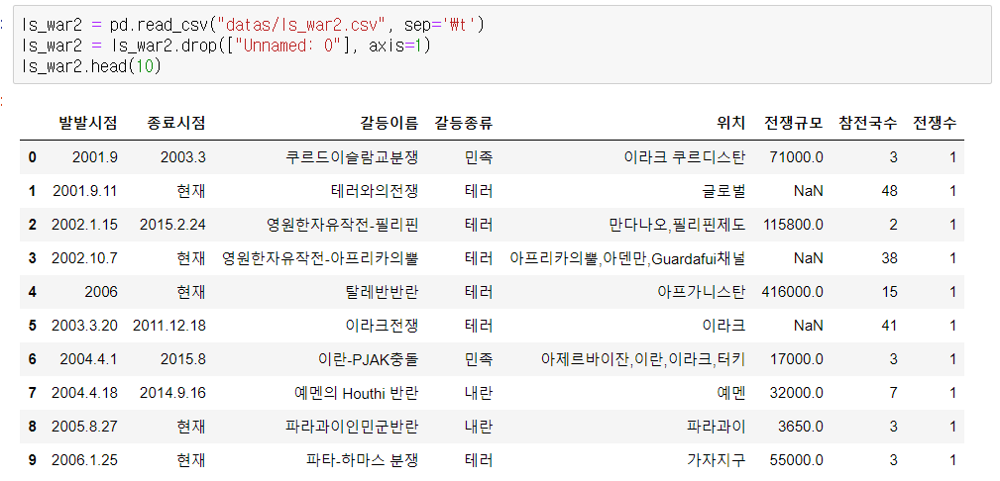 ls_war2 = pd.read_csv("datas/ls_war2.csv", sep='₩t')
ls_war2 = ls_war2.drop(["Unnamed: 0"], axis=1)
ls_war2.head(10)
발발시점 종료시점 갈등이름 갈등종류 위치 전쟁규모 참전국수 전쟁수
0 2001.9 2003.3 쿠르드이슬람교분쟁 민족 이라크 쿠르디스탄 71000.0 3 1
1 2001.9.11 현재 테러와의전쟁 테러 글로벌 NaN 48 1
2 2002.1.15 2015.2.24 영원한자유작전-필리핀 테러 만다나오,필리핀제도 115800.0 2 1
3 2002.10.7 현재 영원한자유작전-아프리카의뿔 테러 아프리카의뿔,아덴만,Guardafui채널 NaN 38 1
4 2006 현재 탈레반반란 테러 아프가니스탄 416000.0 15 1
5 2003.3.20 2011.12.18 이라크전쟁 테러 이라크 NaN 41 1
6 2004.4.1 2015.8 이란-PJAK충돌 민족 아제르바이잔,이란,이라크,터키 17000.0 3 1
7 2004.4.18 2014.9.16 예멘의 Houthi 반란 내란 예멘 32000.0 7 1
8 2005.8.27 현재 파라과이인민군반란 내란 파라과이 3650.0 3 1
9 2006.1.25 현재 파타-하마스 분쟁 테러 가자지구 55000.0 3 1